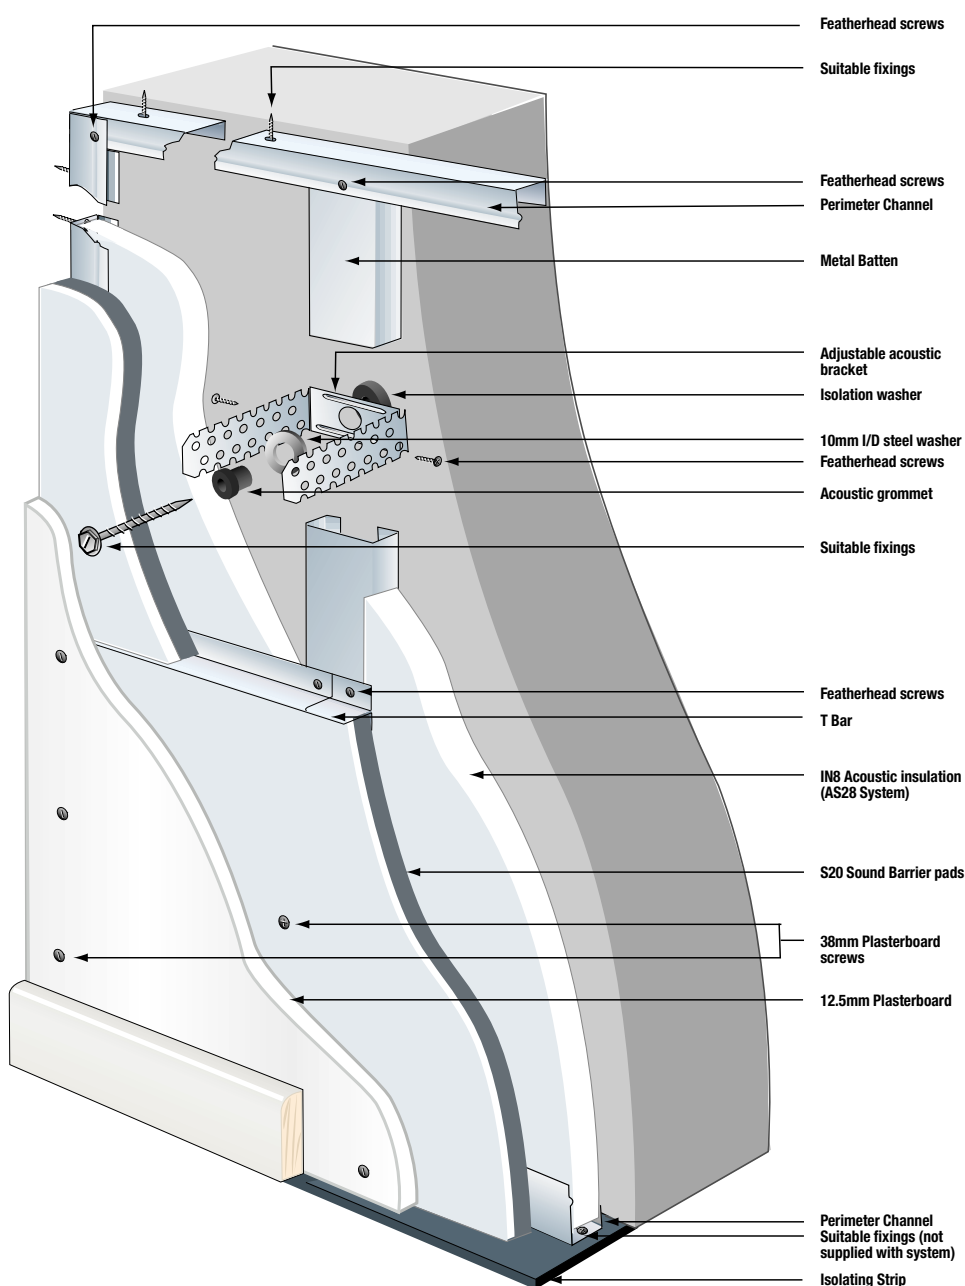 Featherhead screws
Suitable fixings
Featherhead screws
Perimeter Channel
Metal Batten
Adjustable acoustic
bracket
Isolation washer
10mm I/D steel washer
Featherhead screws
Acoustic grommet
Suitable fixings
Featherhead screws
T Bar
IN8 Acoustic insulation
(AS28 System)
S20 Sound Barrier pads
38mm Plasterboard
screws
12.5mm Plasterboard
Perimeter Channel
Suitable fixings (not
supplied with system)
Isolating Strip